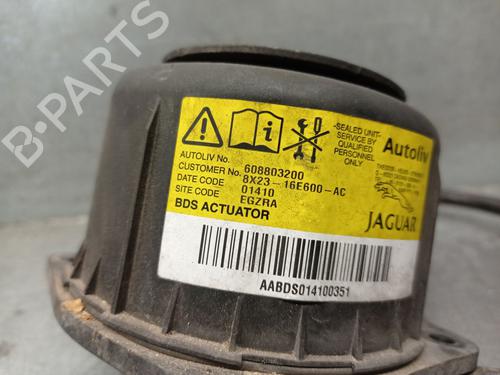 B-PARTS
-SEALED UNIT-
SERVICE BY
QUALIFIED
PERSONNEL
ONLY
Autoliv
AUTOLIV No. 608803200
CUSTOMER No. 8X23-16E600-AC
DATE CODE 01410
SITE CODE EGZRA
BDS ACTUATOR
JAGUAR
AABDS014100351